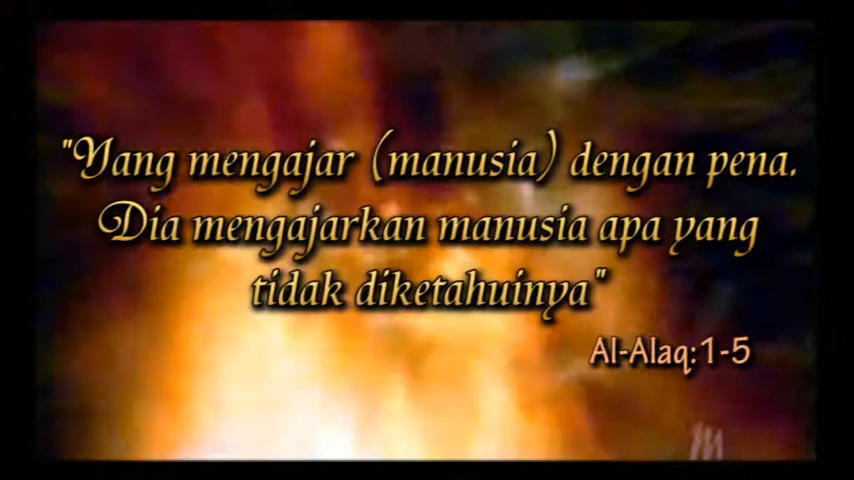 "Yang mengajar (manusia) dengan pena.
Dia mengajarkan manusia apa yang
tidak diketahuinya"
Al-Alaq:1-5